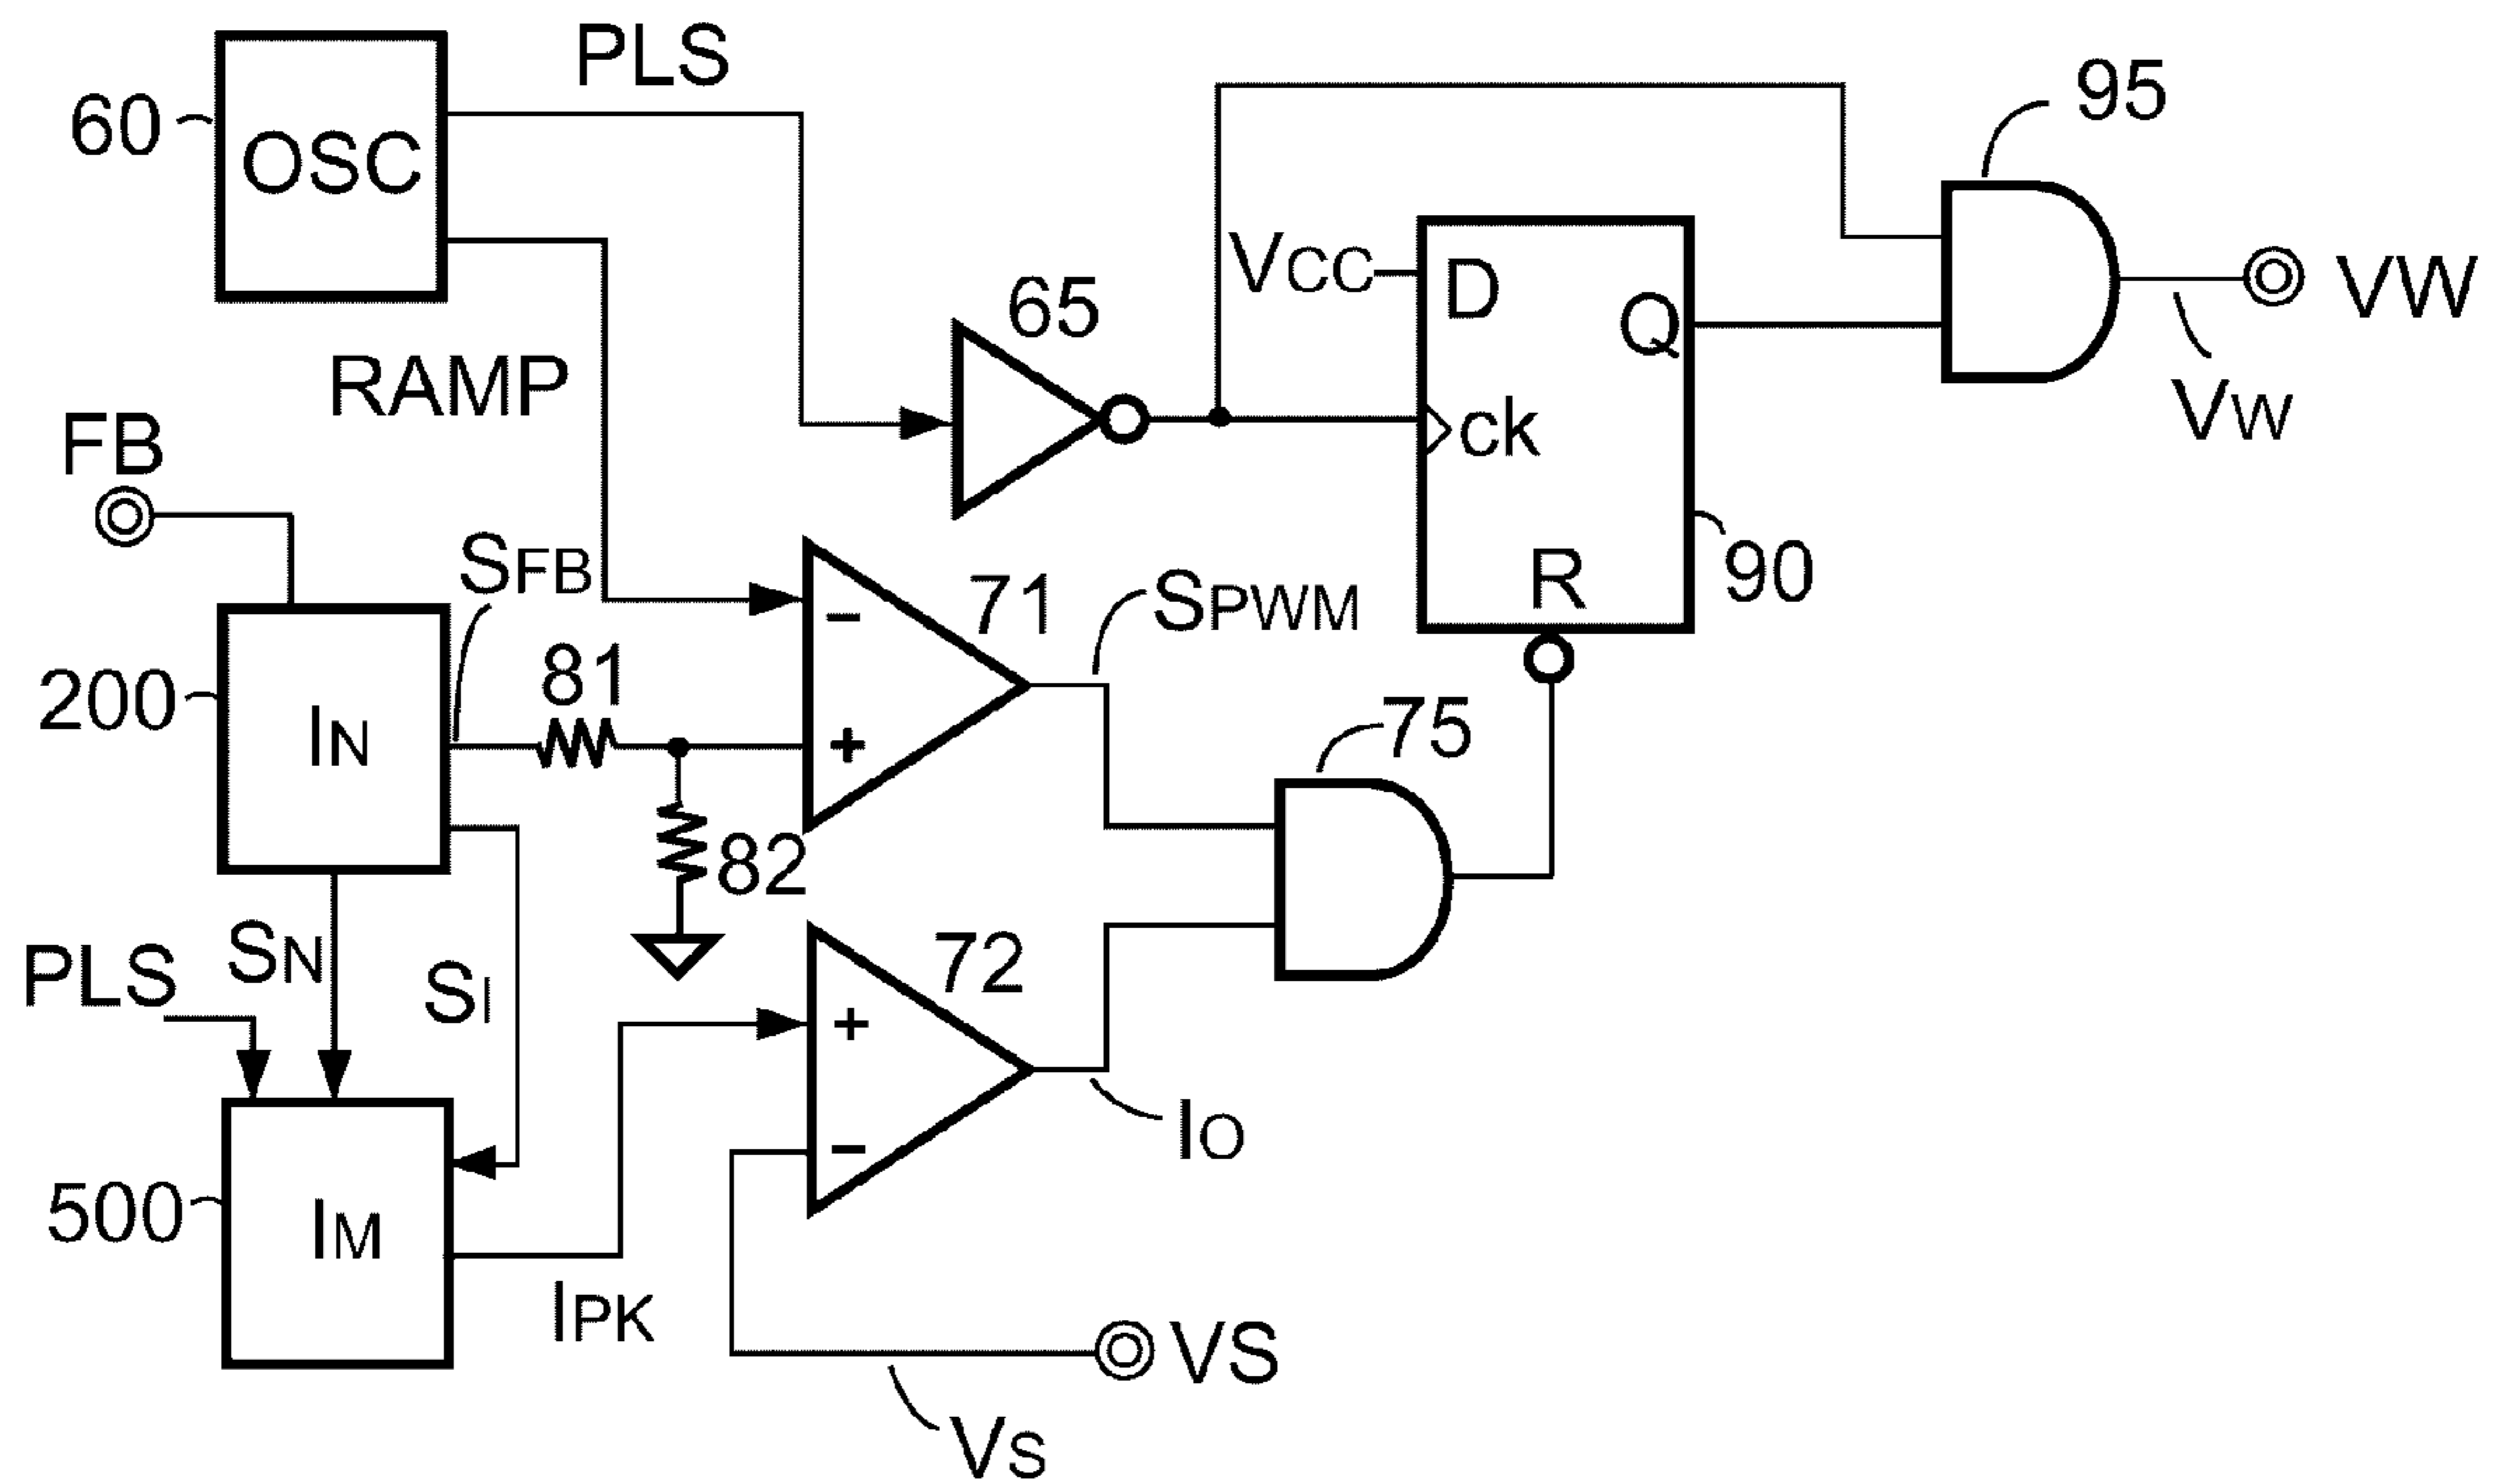 PLS
95
60
OSC
VCC
D
Q
VW
65
RAMP
VW
FB
ck
SFB
71
SPWM
R
90
81
200
IN
75
82
PLS
SN
SI
72
IO
500
IM
IPK
VS
VS
−
+
+
−